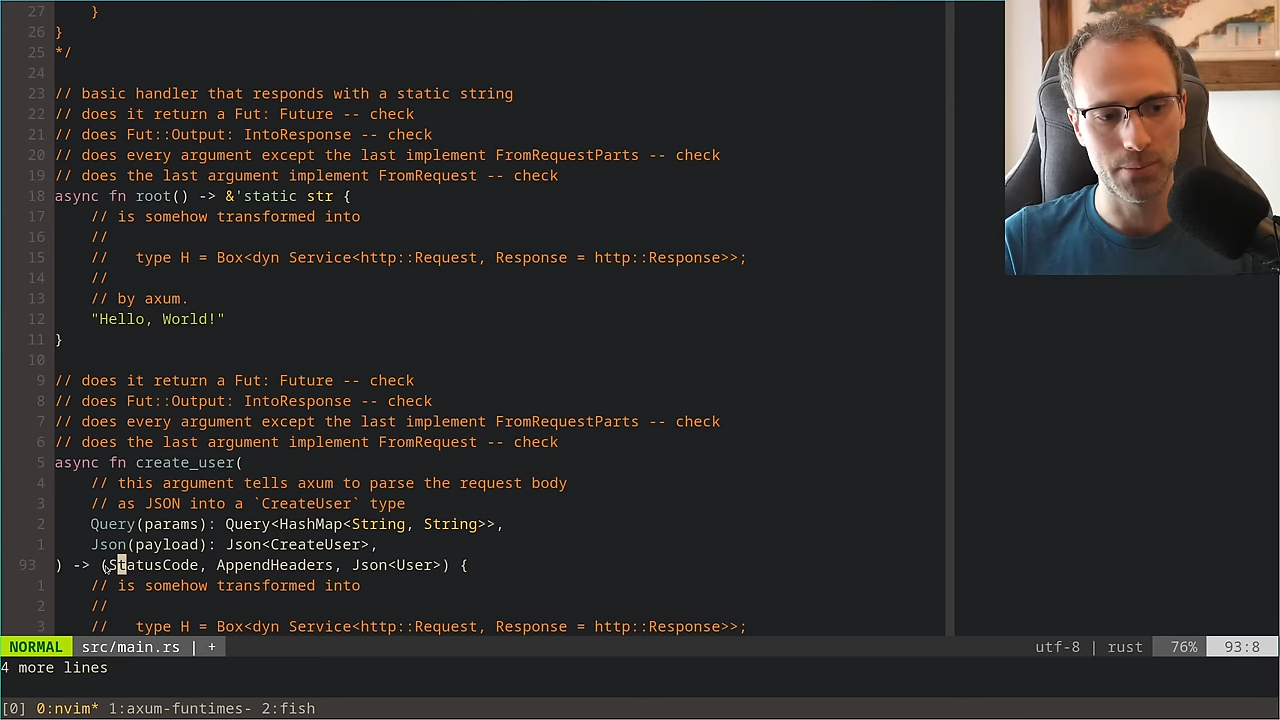 27     }
26 }
25 */
24
23 // basic handler that responds with a static string
22 // does it return a Fut: Future -- check
21 // does Fut::Output: IntoResponse -- check
20 // does every argument except the last implement FromRequestParts -- check
19 // does the last argument implement FromRequest -- check
18 async fn root() -> &'static str {
17     // is somehow transformed into
16     //
15     //   type H = Box<dyn Service<http::Request, Response = http::Response>>;
14     //
13     // by axum.
12     "Hello, World!"
11 }
10
9 // does it return a Fut: Future -- check
8 // does Fut::Output: IntoResponse -- check
7 // does every argument except the last implement FromRequestParts -- check
6 // does the last argument implement FromRequest -- check
5 async fn create_user(
4     // this argument tells axum to parse the request body
3     // as JSON into a `CreateUser` type
2     Query(params): Query<HashMap<String, String>>,
1     Json(payload): Json<CreateUser>,
93 ) -> (StatusCode, AppendHeaders, Json<User>) {
1     // is somehow transformed into
2     //
3     //   type H = Box<dyn Service<http::Request, Response = http::Response>>;
NORMAL src/main.rs | + utf-8 | rust 76% 93:8
4 more lines
[0] 0:nvim* 1:axum-funtimes- 2:fish